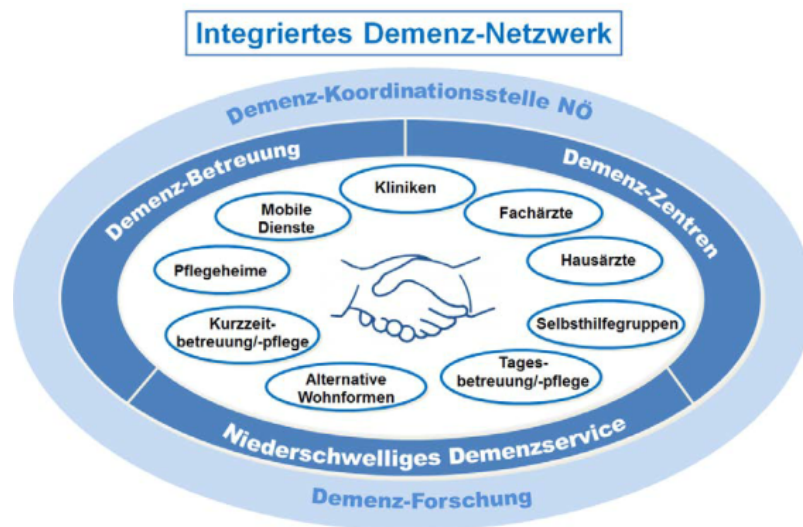 Integriertes Demenz-Netzwerk
Demenz-Koordinationsstelle NÖ
Demenz-Betreuung
Demenz-Zentren
Kliniken
Mobile
Dienste
Fachärzte
Pflegeheime
Hausärzte
Kurzzeit-
betreuung/-pflege
Selbsthilfegruppen
Alternative
Wohnformen
Tages-
betreuung/-pflege
Niederschwelliges Demenzservice
Demenz-Forschung